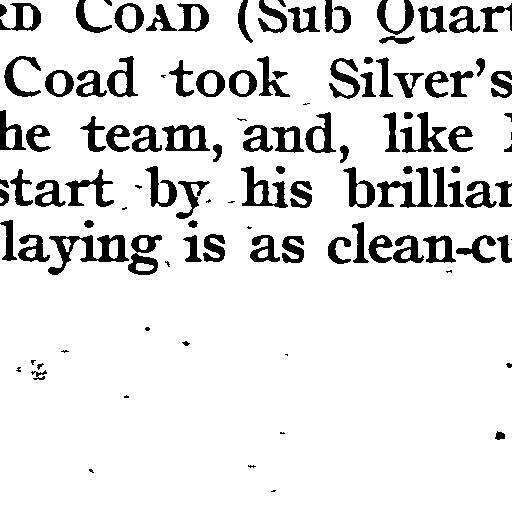 RD COAD (Sub Quart
Coad took Silver's
he team, and, like
start by his brillian
laying is as clean-cu